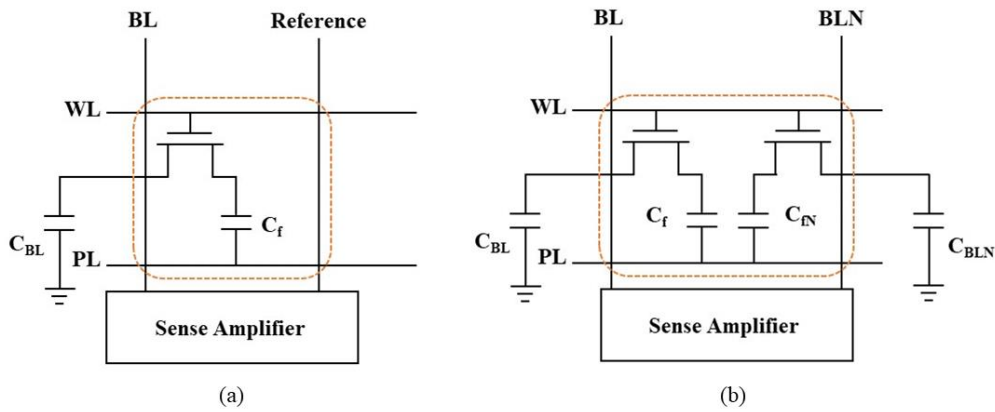 BL Reference
WL
C_f
C_BL
PL
Sense Amplifier
(a)
BL BLN
WL
C_f C_fN
C_BL C_BLN
PL
Sense Amplifier
(b)